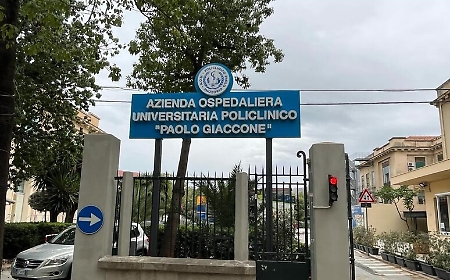 AZIENDA OSPEDALIERA
UNIVERSITARIA POLICLINICO
"PAOLO GIACCONE"